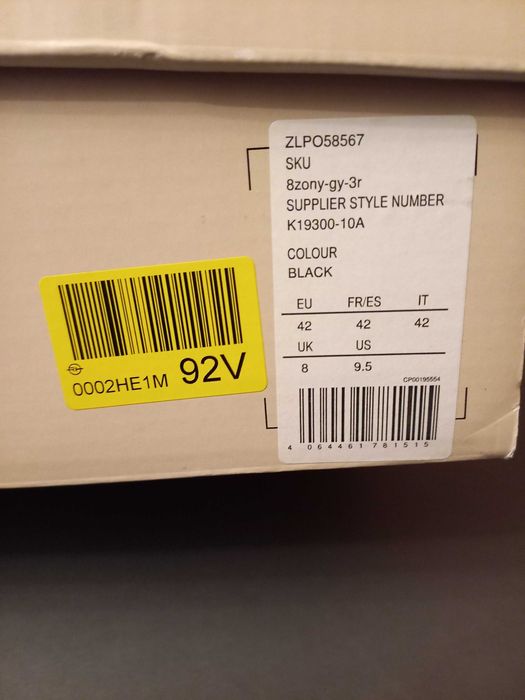 ZLPO58567
SKU
8zony-gy-3r
SUPPLIER STYLE NUMBER
K19300-10A
COLOUR
BLACK
EU FR/ES IT
42 42 42
UK US
8 9.5
CP00195554
4 064461 781515
0002HE1M 92V